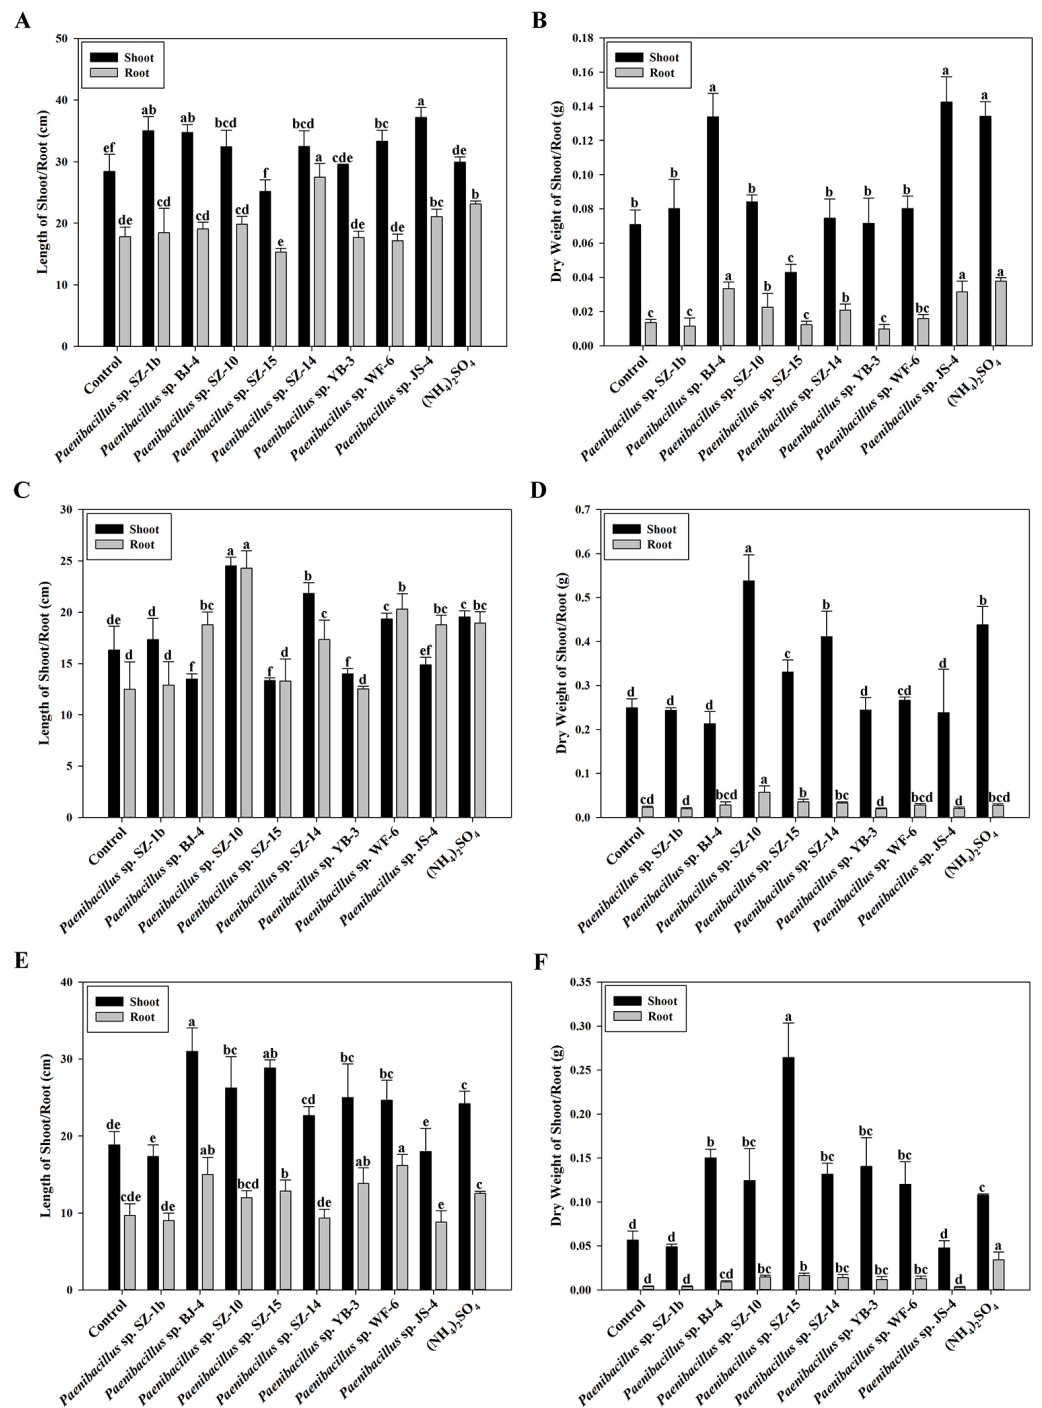 A
Length of Shoot/Root (cm)
50
40
30
20
10
0
Shoot
Root
ef
de
ab
cd
ab
cd
bcd
cd
f
e
bcd
a
cde
de
bc
de
a
bc
de
b
Control
Paenibacillus sp. SZ-1b
Paenibacillus sp. BJ-4
Paenibacillus sp. SZ-10
Paenibacillus sp. SZ-15
Paenibacillus sp. SZ-14
Paenibacillus sp. YB-3
Paenibacillus sp. WF-6
Paenibacillus sp. JS-4
(NH4)2SO4
B
Dry Weight of Shoot/Root (g)
0.18
0.16
0.14
0.12
0.10
0.08
0.06
0.04
0.02
0.00
Shoot
Root
b
c
b
c
a
a
b
b
c
c
b
b
b
c
b
bc
a
a
a
a
Control
Paenibacillus sp. SZ-1b
Paenibacillus sp. BJ-4
Paenibacillus sp. SZ-10
Paenibacillus sp. SZ-15
Paenibacillus sp. SZ-14
Paenibacillus sp. YB-3
Paenibacillus sp. WF-6
Paenibacillus sp. JS-4
(NH4)2SO4
C
Length of Shoot/Root (cm)
30
25
20
15
10
5
0
Shoot
Root
de
d
d
d
f
bc
a
a
f
d
b
c
f
d
c
b
ef
bc
c
bc
Control
Paenibacillus sp. SZ-1b
Paenibacillus sp. BJ-4
Paenibacillus sp. SZ-10
Paenibacillus sp. SZ-15
Paenibacillus sp. SZ-14
Paenibacillus sp. YB-3
Paenibacillus sp. WF-6
Paenibacillus sp. JS-4
(NH4)2SO4
D
Dry Weight of Shoot/Root (g)
0.7
0.6
0.5
0.4
0.3
0.2
0.1
0.0
Shoot
Root
d
cd
d
d
d
bcd
a
a
c
b
b
bc
d
d
cd
bcd
d
d
b
bcd
Control
Paenibacillus sp. SZ-1b
Paenibacillus sp. BJ-4
Paenibacillus sp. SZ-10
Paenibacillus sp. SZ-15
Paenibacillus sp. SZ-14
Paenibacillus sp. YB-3
Paenibacillus sp. WF-6
Paenibacillus sp. JS-4
(NH4)2SO4
E
Length of Shoot/Root (cm)
40
30
20
10
0
Shoot
Root
de
cde
e
de
a
ab
bc
bcd
ab
b
cd
de
bc
ab
bc
a
e
e
c
c
Control
Paenibacillus sp. SZ-1b
Paenibacillus sp. BJ-4
Paenibacillus sp. SZ-10
Paenibacillus sp. SZ-15
Paenibacillus sp. SZ-14
Paenibacillus sp. YB-3
Paenibacillus sp. WF-6
Paenibacillus sp. JS-4
(NH4)2SO4
F
Dry Weight of Shoot/Root (g)
0.35
0.30
0.25
0.20
0.15
0.10
0.05
0.00
Shoot
Root
d
d
d
d
b
cd
bc
bc
a
b
bc
bc
bc
bc
bc
bc
d
d
c
a
Control
Paenibacillus sp. SZ-1b
Paenibacillus sp. BJ-4
Paenibacillus sp. SZ-10
Paenibacillus sp. SZ-15
Paenibacillus sp. SZ-14
Paenibacillus sp. YB-3
Paenibacillus sp. WF-6
Paenibacillus sp. JS-4
(NH4)2SO4